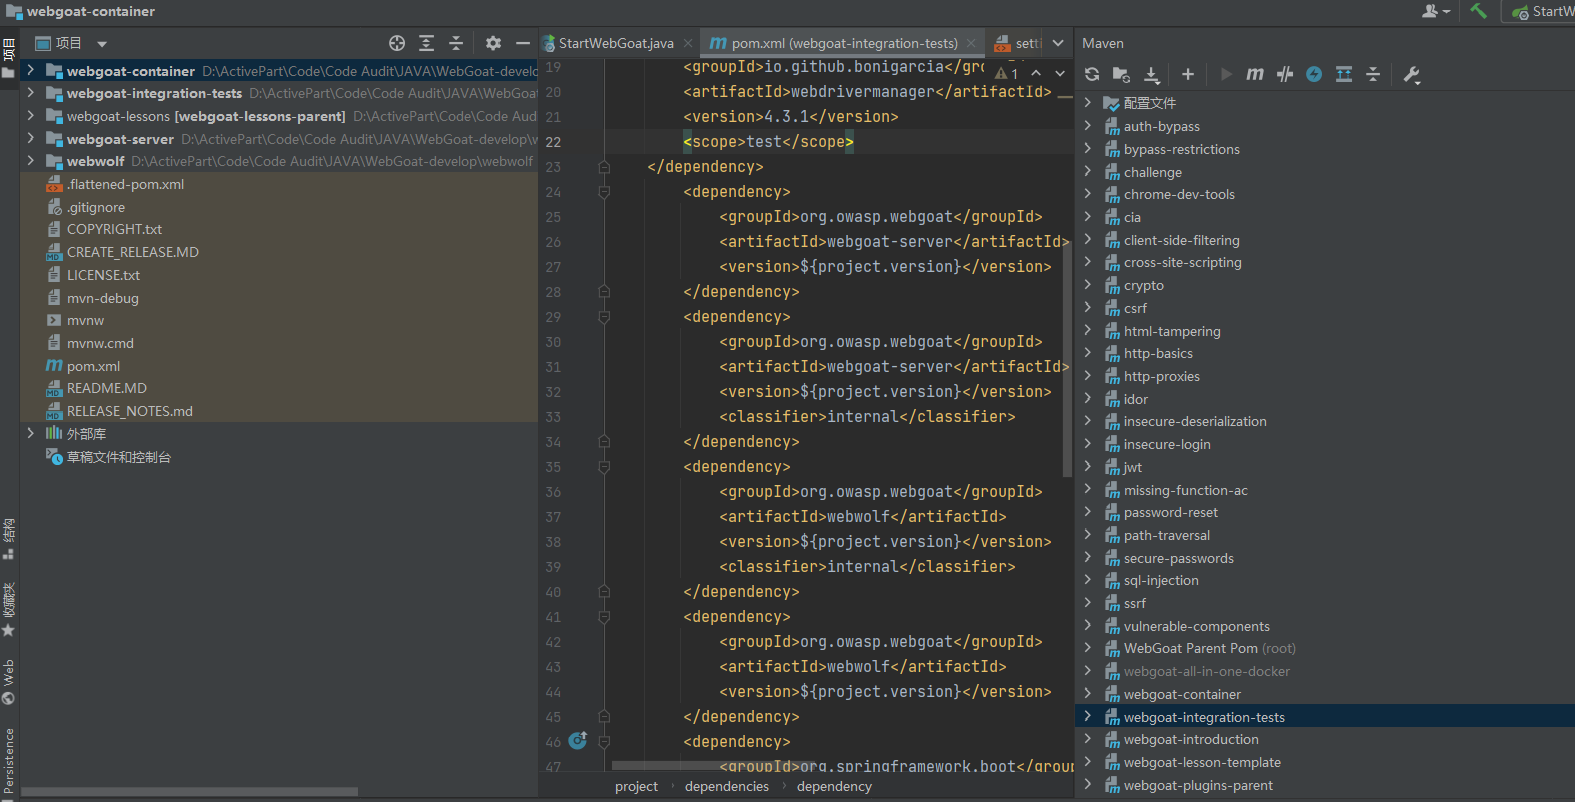 webgoat-container
StartW
项目
项目
StartWebGoat.java
pom.xml (webgoat-integration-tests)
setti
Maven
webgoat-container D:\ActivePart\Code\Code Audit\JAVA\WebGoat-develo
webgoat-integration-tests D:\ActivePart\Code\Code Audit\JAVA\WebGoa
webgoat-lessons [webgoat-lessons-parent] D:\ActivePart\Code\Code Aud
webgoat-server D:\ActivePart\Code\Code Audit\JAVA\WebGoat-develop\w
webwolf D:\ActivePart\Code\Code Audit\JAVA\WebGoat-develop\webwolf
.flattened-pom.xml
.gitignore
COPYRIGHT.txt
CREATE_RELEASE.MD
LICENSE.txt
mvn-debug
mvnw
mvnw.cmd
pom.xml
README.MD
RELEASE_NOTES.md
外部库
草稿文件和控制台
结构
收藏夹
Web
Persistence
19 <groupId>io.github.bonigarcia</gr
1
20 <artifactId>webdrivermanager</artifactId>
21 <version>4.3.1</version>
22 <scope>test</scope>
23 </dependency>
24 <dependency>
25 <groupId>org.owasp.webgoat</groupId>
26 <artifactId>webgoat-server</artifactId>
27 <version>${project.version}</version>
28 </dependency>
29 <dependency>
30 <groupId>org.owasp.webgoat</groupId>
31 <artifactId>webgoat-server</artifactId>
32 <version>${project.version}</version>
33 <classifier>internal</classifier>
34 </dependency>
35 <dependency>
36 <groupId>org.owasp.webgoat</groupId>
37 <artifactId>webwolf</artifactId>
38 <version>${project.version}</version>
39 <classifier>internal</classifier>
40 </dependency>
41 <dependency>
42 <groupId>org.owasp.webgoat</groupId>
43 <artifactId>webwolf</artifactId>
44 <version>${project.version}</version>
45 </dependency>
46 <dependency>
47 <groupId>org.springframework.boot</group
project > dependencies > dependency
配置文件
auth-bypass
bypass-restrictions
challenge
chrome-dev-tools
cia
client-side-filtering
cross-site-scripting
crypto
csrf
html-tampering
http-basics
http-proxies
idor
insecure-deserialization
insecure-login
jwt
missing-function-ac
password-reset
path-traversal
secure-passwords
sql-injection
ssrf
vulnerable-components
WebGoat Parent Pom (root)
webgoat-all-in-one-docker
webgoat-container
webgoat-integration-tests
webgoat-introduction
webgoat-lesson-template
webgoat-plugins-parent